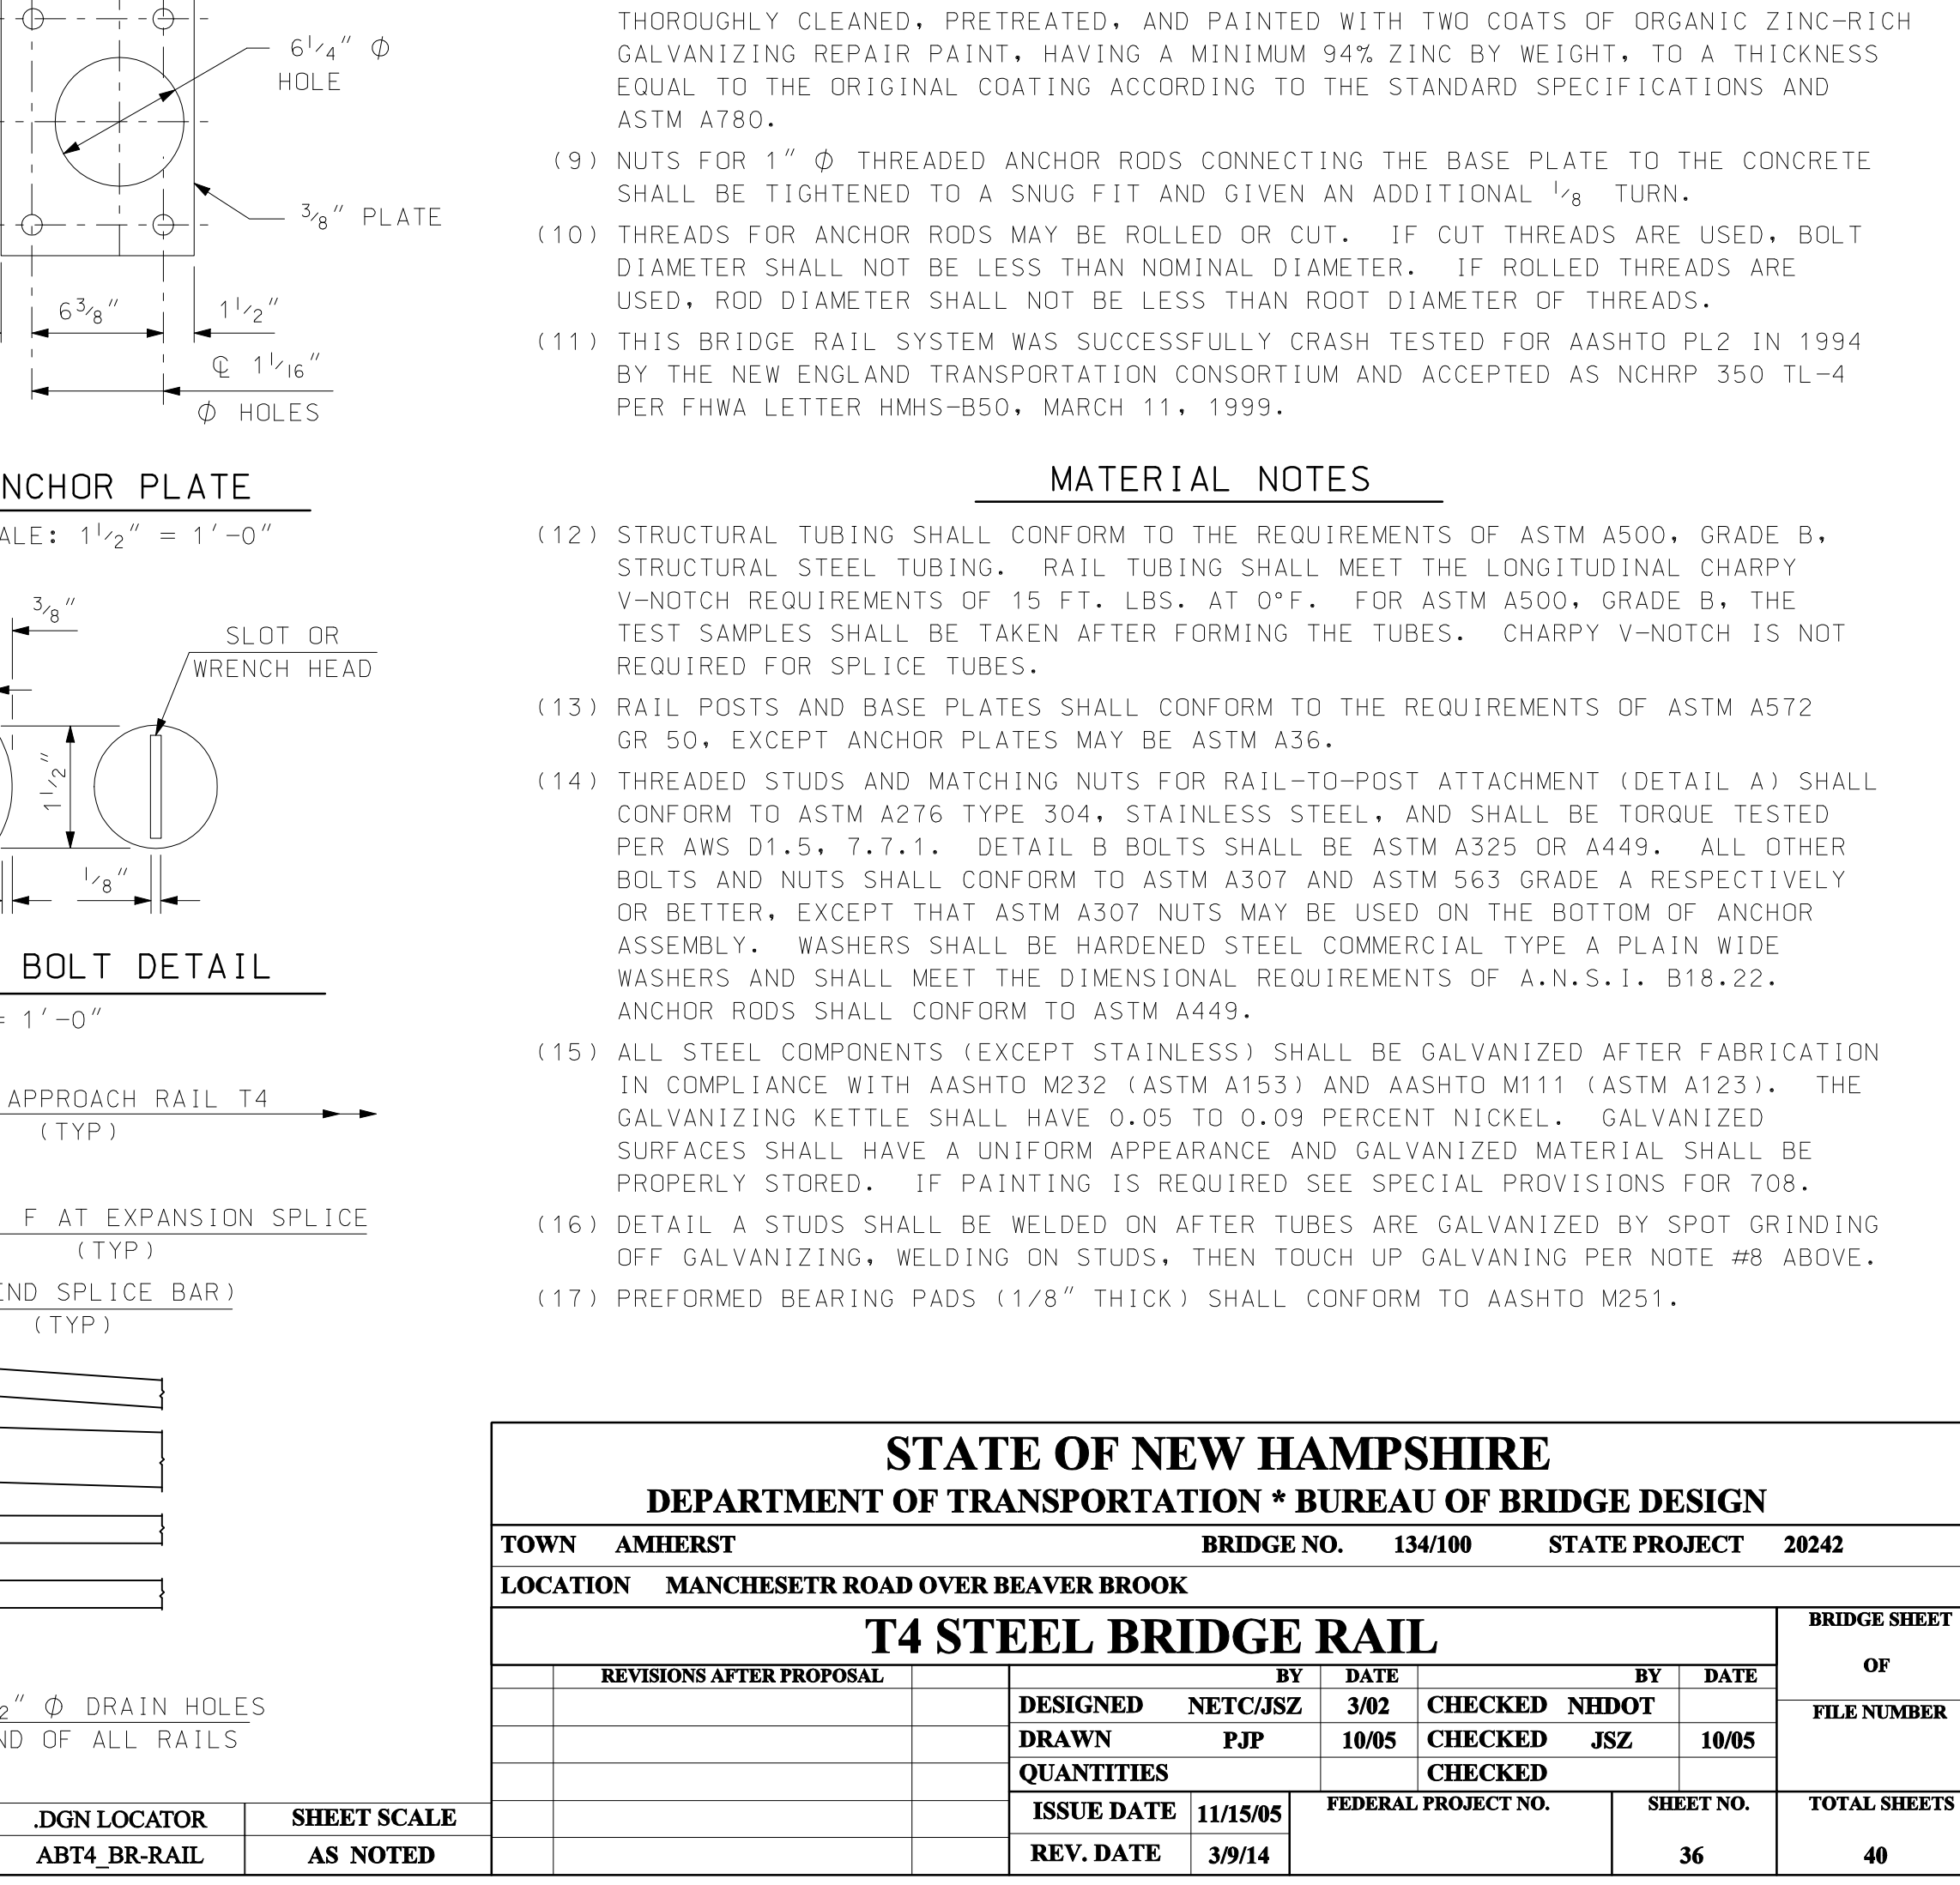 6 1/4" Ø
HOLE
3/8" PLATE
6 3/8"
1 1/2"
℄ 1 1/16"
Ø HOLES
NCHOR PLATE
ALE: 1 1/2" = 1'-0"
3/8"
SLOT OR
WRENCH HEAD
1 1/2"
1/8"
BOLT DETAIL
= 1'-0"
APPROACH RAIL T4
(TYP)
F AT EXPANSION SPLICE
(TYP)
END SPLICE BAR)
(TYP)
2" Ø DRAIN HOLES
ND OF ALL RAILS
THOROUGHLY CLEANED, PRETREATED, AND PAINTED WITH TWO COATS OF ORGANIC ZINC-RICH
GALVANIZING REPAIR PAINT, HAVING A MINIMUM 94% ZINC BY WEIGHT, TO A THICKNESS
EQUAL TO THE ORIGINAL COATING ACCORDING TO THE STANDARD SPECIFICATIONS AND
ASTM A780.
(9) NUTS FOR 1" Ø THREADED ANCHOR RODS CONNECTING THE BASE PLATE TO THE CONCRETE
SHALL BE TIGHTENED TO A SNUG FIT AND GIVEN AN ADDITIONAL 1/8 TURN.
(10) THREADS FOR ANCHOR RODS MAY BE ROLLED OR CUT. IF CUT THREADS ARE USED, BOLT
DIAMETER SHALL NOT BE LESS THAN NOMINAL DIAMETER. IF ROLLED THREADS ARE
USED, ROD DIAMETER SHALL NOT BE LESS THAN ROOT DIAMETER OF THREADS.
(11) THIS BRIDGE RAIL SYSTEM WAS SUCCESSFULLY CRASH TESTED FOR AASHTO PL2 IN 1994
BY THE NEW ENGLAND TRANSPORTATION CONSORTIUM AND ACCEPTED AS NCHRP 350 TL-4
PER FHWA LETTER HMHS-B50, MARCH 11, 1999.
MATERIAL NOTES
(12) STRUCTURAL TUBING SHALL CONFORM TO THE REQUIREMENTS OF ASTM A500, GRADE B,
STRUCTURAL STEEL TUBING. RAIL TUBING SHALL MEET THE LONGITUDINAL CHARPY
V-NOTCH REQUIREMENTS OF 15 FT. LBS. AT 0°F. FOR ASTM A500, GRADE B, THE
TEST SAMPLES SHALL BE TAKEN AFTER FORMING THE TUBES. CHARPY V-NOTCH IS NOT
REQUIRED FOR SPLICE TUBES.
(13) RAIL POSTS AND BASE PLATES SHALL CONFORM TO THE REQUIREMENTS OF ASTM A572
GR 50, EXCEPT ANCHOR PLATES MAY BE ASTM A36.
(14) THREADED STUDS AND MATCHING NUTS FOR RAIL-TO-POST ATTACHMENT (DETAIL A) SHALL
CONFORM TO ASTM A276 TYPE 304, STAINLESS STEEL, AND SHALL BE TORQUE TESTED
PER AWS D1.5, 7.7.1. DETAIL B BOLTS SHALL BE ASTM A325 OR A449. ALL OTHER
BOLTS AND NUTS SHALL CONFORM TO ASTM A307 AND ASTM 563 GRADE A RESPECTIVELY
OR BETTER, EXCEPT THAT ASTM A307 NUTS MAY BE USED ON THE BOTTOM OF ANCHOR
ASSEMBLY. WASHERS SHALL BE HARDENED STEEL COMMERCIAL TYPE A PLAIN WIDE
WASHERS AND SHALL MEET THE DIMENSIONAL REQUIREMENTS OF A.N.S.I. B18.22.
ANCHOR RODS SHALL CONFORM TO ASTM A449.
(15) ALL STEEL COMPONENTS (EXCEPT STAINLESS) SHALL BE GALVANIZED AFTER FABRICATION
IN COMPLIANCE WITH AASHTO M232 (ASTM A153) AND AASHTO M111 (ASTM A123). THE
GALVANIZING KETTLE SHALL HAVE 0.05 TO 0.09 PERCENT NICKEL. GALVANIZED
SURFACES SHALL HAVE A UNIFORM APPEARANCE AND GALVANIZED MATERIAL SHALL BE
PROPERLY STORED. IF PAINTING IS REQUIRED SEE SPECIAL PROVISIONS FOR 708.
(16) DETAIL A STUDS SHALL BE WELDED ON AFTER TUBES ARE GALVANIZED BY SPOT GRINDING
OFF GALVANIZING, WELDING ON STUDS, THEN TOUCH UP GALVANING PER NOTE #8 ABOVE.
(17) PREFORMED BEARING PADS (1/8" THICK) SHALL CONFORM TO AASHTO M251.
STATE OF NEW HAMPSHIRE
DEPARTMENT OF TRANSPORTATION * BUREAU OF BRIDGE DESIGN
TOWN AMHERST BRIDGE NO. 134/100 STATE PROJECT 20242
LOCATION MANCHESETR ROAD OVER BEAVER BROOK
T4 STEEL BRIDGE RAIL
BRIDGE SHEET
OF
FILE NUMBER
REVISIONS AFTER PROPOSAL BY DATE BY DATE
DESIGNED NETC/JSZ 3/02 CHECKED NHDOT
DRAWN PJP 10/05 CHECKED JSZ 10/05
QUANTITIES CHECKED
.DGN LOCATOR SHEET SCALE ISSUE DATE 11/15/05 FEDERAL PROJECT NO. SHEET NO. TOTAL SHEETS
ABT4_BR-RAIL AS NOTED REV. DATE 3/9/14 36 40